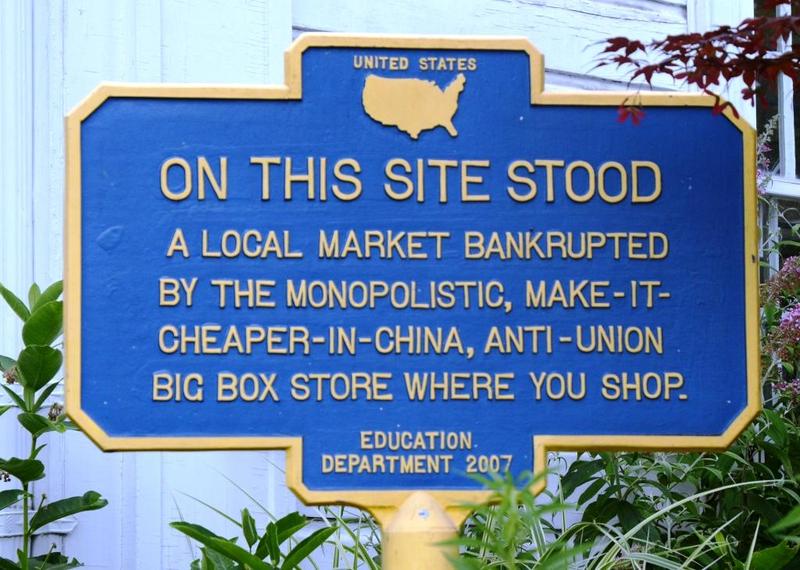 UNITED STATES
ON THIS SITE STOOD
A LOCAL MARKET BANKRUPTED
BY THE MONOPOLISTIC, MAKE-IT-
CHEAPER-IN-CHINA, ANTI-UNION
BIG BOX STORE WHERE YOU SHOP.
EDUCATION
DEPARTMENT 2007